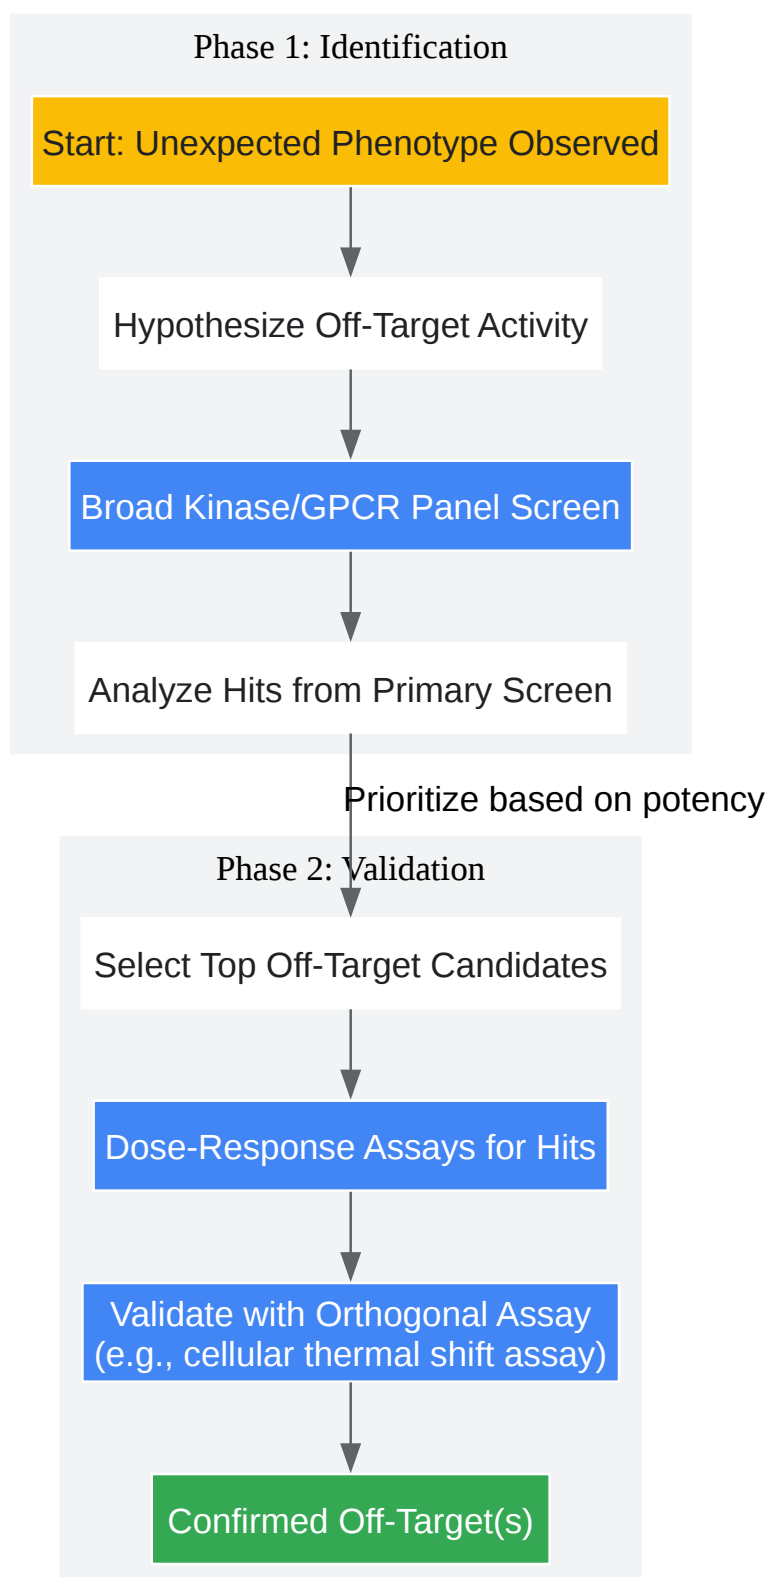 Phase 1: Identification
Start: Unexpected Phenotype Observed
Hypothesize Off-Target Activity
Broad Kinase/GPCR Panel Screen
Analyze Hits from Primary Screen
Prioritize based on potency
Phase 2: Validation
Select Top Off-Target Candidates
Dose-Response Assays for Hits
Validate with Orthogonal Assay
(e.g., cellular thermal shift assay)
Confirmed Off-Target(s)